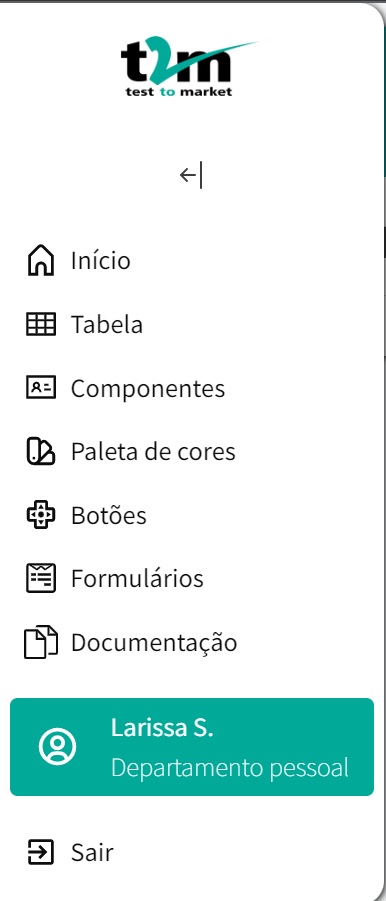 t2m
test to market
Início
Tabela
Componentes
Paleta de cores
Botões
Formulários
Documentação
Larissa S.
Departamento pessoal
Sair